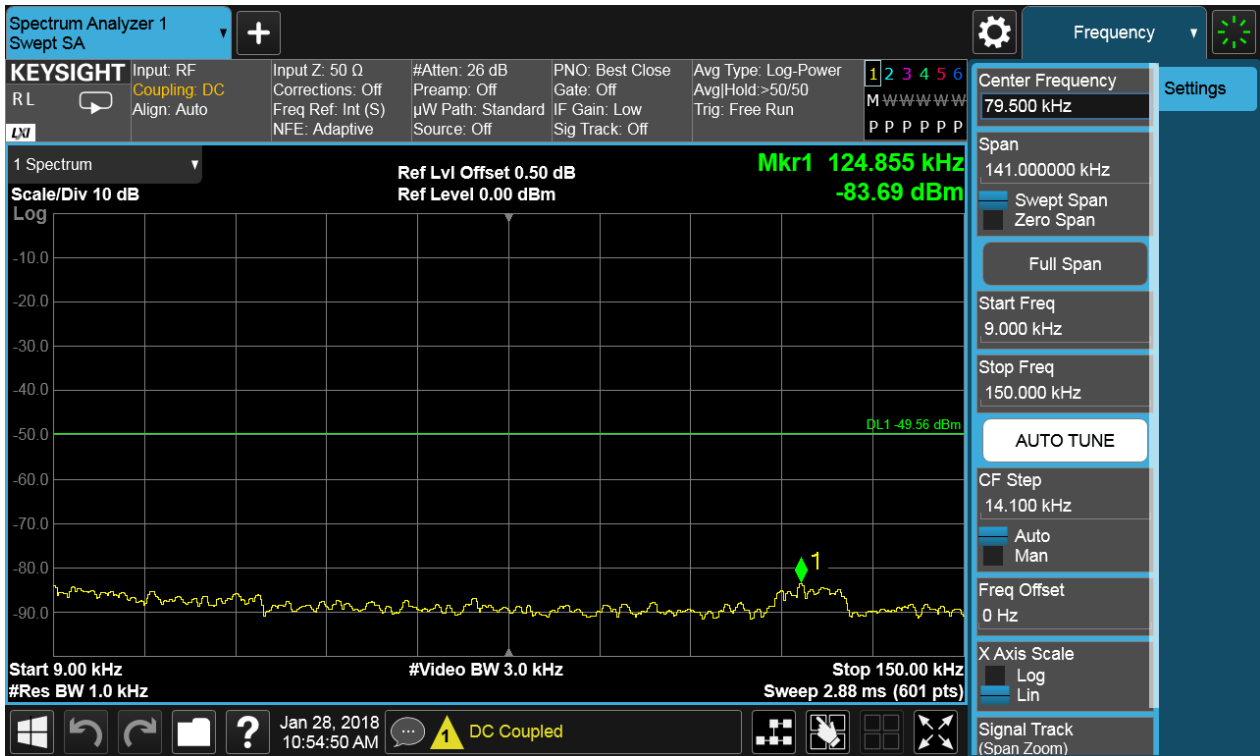 Spectrum Analyzer 1
Swept SA
+
Frequency
KEYSIGHT
R L
LXI
Input: RF
Coupling: DC
Align: Auto
Input Z: 50 Ω
Corrections: Off
Freq Ref: Int (S)
NFE: Adaptive
#Atten: 26 dB
Preamp: Off
µW Path: Standard
Source: Off
PNO: Best Close
Gate: Off
IF Gain: Low
Sig Track: Off
Avg Type: Log-Power
Avg|Hold:>50/50
Trig: Free Run
1 2 3 4 5 6
M W W W W W
P P P P P P
Settings
1 Spectrum
Scale/Div 10 dB
Log
Ref Lvl Offset 0.50 dB
Ref Level 0.00 dBm
Mkr1 124.855 kHz
-83.69 dBm
-10.0
-20.0
-30.0
-40.0
-50.0
-60.0
-70.0
-80.0
-90.0
DL1 -49.56 dBm
1
Start 9.00 kHz
#Res BW 1.0 kHz
#Video BW 3.0 kHz
Stop 150.00 kHz
Sweep 2.88 ms (601 pts)
Center Frequency
79.500 kHz
Span
141.000000 kHz
Swept Span
Zero Span
Full Span
Start Freq
9.000 kHz
Stop Freq
150.000 kHz
AUTO TUNE
CF Step
14.100 kHz
Auto
Man
Freq Offset
0 Hz
X Axis Scale
Log
Lin
Signal Track
(Span Zoom)
?
Jan 28, 2018
10:54:50 AM
1
DC Coupled